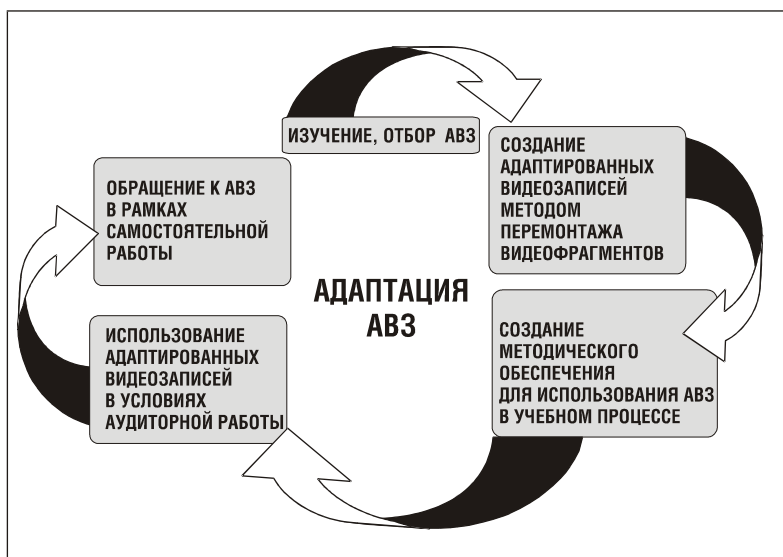 ИЗУЧЕНИЕ, ОТБОР АВЗ
СОЗДАНИЕ
АДАПТИРОВАННЫХ
ВИДЕОЗАПИСЕЙ
МЕТОДОМ
ПЕРЕМОНТАЖА
ВИДЕОФРАГМЕНТОВ
СОЗДАНИЕ
МЕТОДИЧЕСКОГО
ОБЕСПЕЧЕНИЯ
ДЛЯ ИСПОЛЬЗОВАНИЯ АВЗ
В УЧЕБНОМ ПРОЦЕССЕ
ИСПОЛЬЗОВАНИЕ
АДАПТИРОВАННЫХ
ВИДЕОЗАПИСЕЙ
В УСЛОВИЯХ
АУДИТОРНОЙ РАБОТЫ
ОБРАЩЕНИЕ К АВЗ
В РАМКАХ
САМОСТОЯТЕЛЬНОЙ
РАБОТЫ
АДАПТАЦИЯ
АВЗ